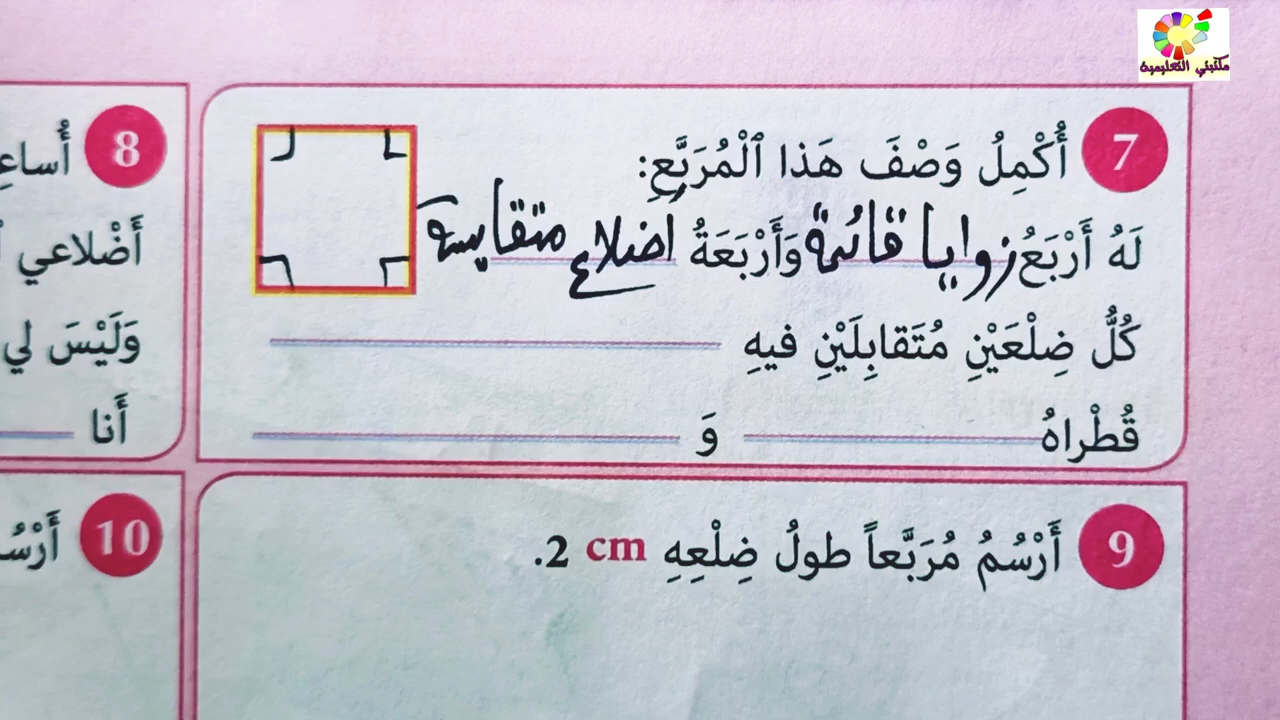 مكتبتي التعليمية
7 أُكْمِلُ وَصْفَ هَذا ٱلْمُرَبَّعِ:
لَهُ أَرْبَعُ زوايا قائمة وَأَرْبَعَةُ اضلاع متقايسة
كُلُّ ضِلْعَيْنِ مُتَقابِلَيْنِ فيهِ
قُطْراهُ وَ
8
أَضْلاعي
وَلَيْسَ لي
أَنا
9 أَرْسُمُ مُرَبَّعاً طولُ ضِلْعِهِ 2 cm.
10